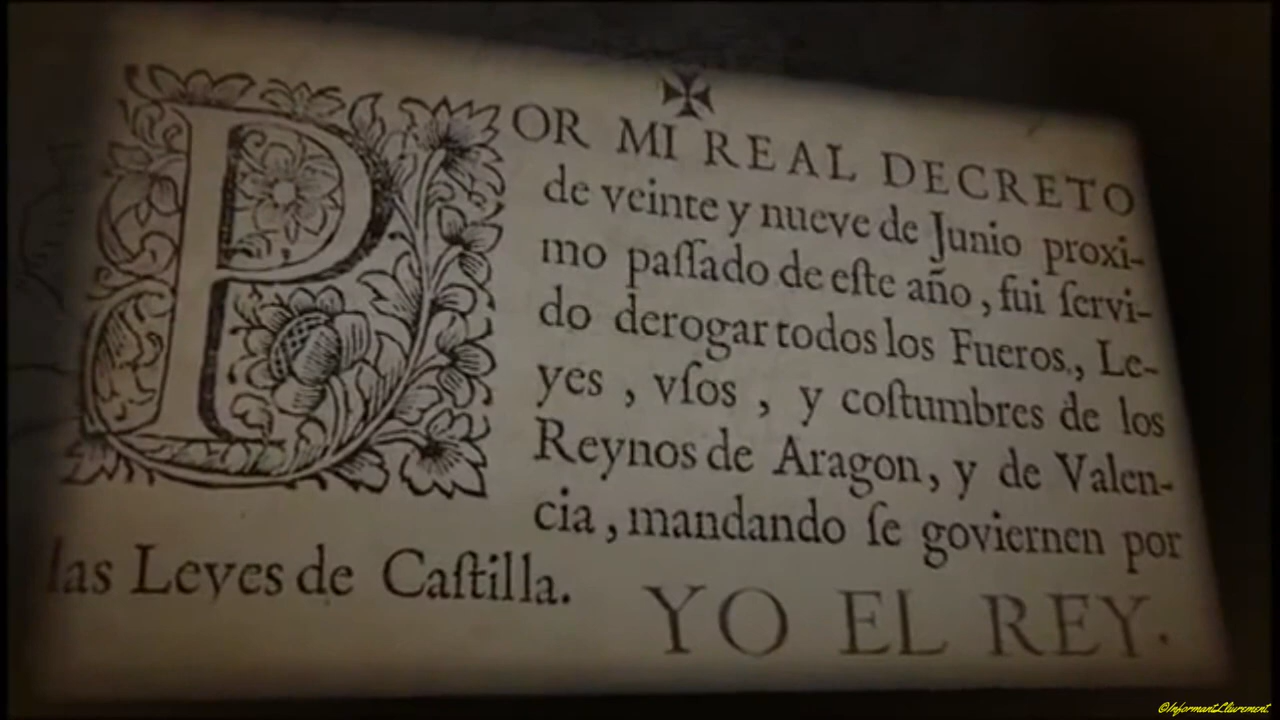 POR MI REAL DECRETO
de veinte y nueve de Junio proxi-
mo paſſado de eſte año, fui ſervi-
do derogar todos los Fueros, Le-
yes, vſos, y coſtumbres de los
Reynos de Aragon, y de Valen-
cia, mandando ſe goviernen por
las Leyes de Caſtilla.
YO EL REY.
©InformantLliurement